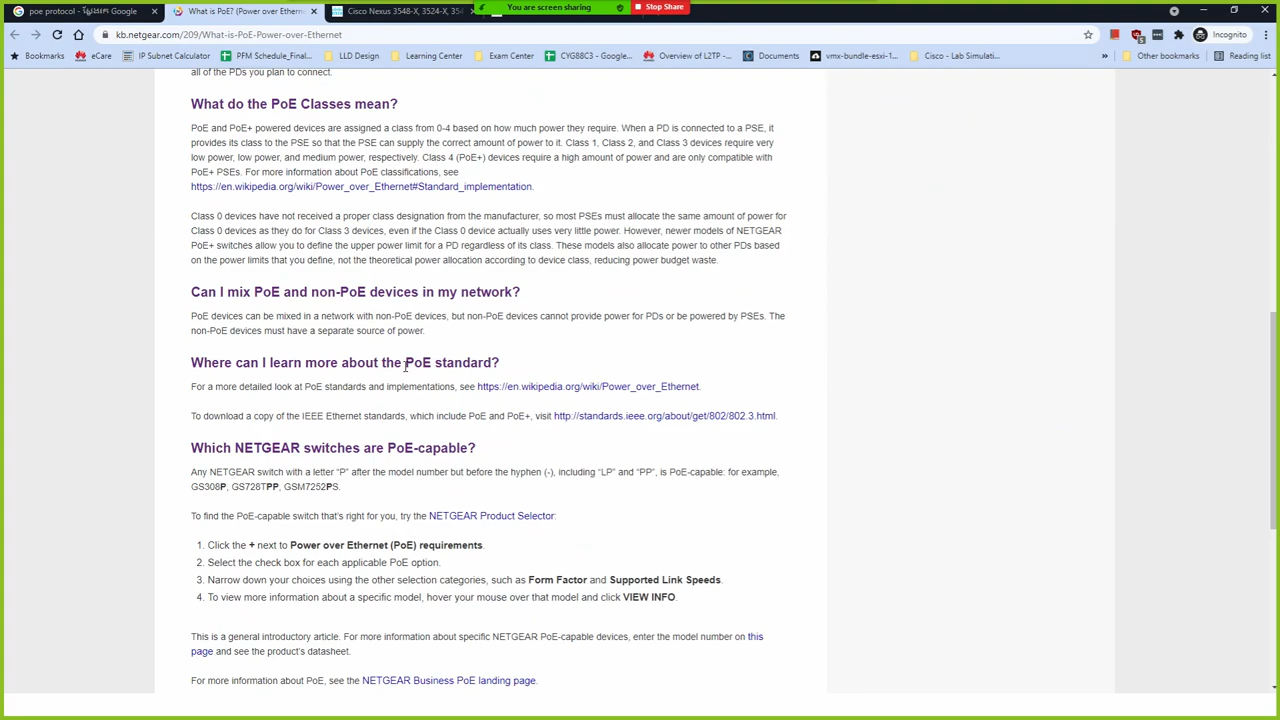 poe protocol - ស្វែងរក Google
What is PoE? (Power over Etherne
Cisco Nexus 3548-X, 3524-X, 354
You are screen sharing
Stop Share
kb.netgear.com/209/What-is-PoE-Power-over-Ethernet
Incognito
Bookmarks
eCare
IP Subnet Calculator
PFM Schedule_Final...
LLD Design
Learning Center
Exam Center
CYG88C3 - Google...
Overview of L2TP -...
Documents
vmx-bundle-esxi-1...
Cisco - Lab Simulati...
Other bookmarks
Reading list
all of the PDs you plan to connect.
What do the PoE Classes mean?
PoE and PoE+ powered devices are assigned a class from 0-4 based on how much power they require. When a PD is connected to a PSE, it
provides its class to the PSE so that the PSE can supply the correct amount of power to it. Class 1, Class 2, and Class 3 devices require very
low power, low power, and medium power, respectively. Class 4 (PoE+) devices require a high amount of power and are only compatible with
PoE+ PSEs. For more information about PoE classifications, see
https://en.wikipedia.org/wiki/Power_over_Ethernet#Standard_implementation.
Class 0 devices have not received a proper class designation from the manufacturer, so most PSEs must allocate the same amount of power for
Class 0 devices as they do for Class 3 devices, even if the Class 0 device actually uses very little power. However, newer models of NETGEAR
PoE+ switches allow you to define the upper power limit for a PD regardless of its class. These models also allocate power to other PDs based
on the power limits that you define, not the theoretical power allocation according to device class, reducing power budget waste.
Can I mix PoE and non-PoE devices in my network?
PoE devices can be mixed in a network with non-PoE devices, but non-PoE devices cannot provide power for PDs or be powered by PSEs. The
non-PoE devices must have a separate source of power.
Where can I learn more about the PoE standard?
For a more detailed look at PoE standards and implementations, see https://en.wikipedia.org/wiki/Power_over_Ethernet.
To download a copy of the IEEE Ethernet standards, which include PoE and PoE+, visit http://standards.ieee.org/about/get/802/802.3.html.
Which NETGEAR switches are PoE-capable?
Any NETGEAR switch with a letter “P” after the model number but before the hyphen (-), including “LP” and “PP”, is PoE-capable: for example,
GS308P, GS728TPP, GSM7252PS.
To find the PoE-capable switch that's right for you, try the NETGEAR Product Selector:
1. Click the + next to Power over Ethernet (PoE) requirements.
2. Select the check box for each applicable PoE option.
3. Narrow down your choices using the other selection categories, such as Form Factor and Supported Link Speeds.
4. To view more information about a specific model, hover your mouse over that model and click VIEW INFO.
This is a general introductory article. For more information about specific NETGEAR PoE-capable devices, enter the model number on this
page and see the product's datasheet.
For more information about PoE, see the NETGEAR Business PoE landing page.